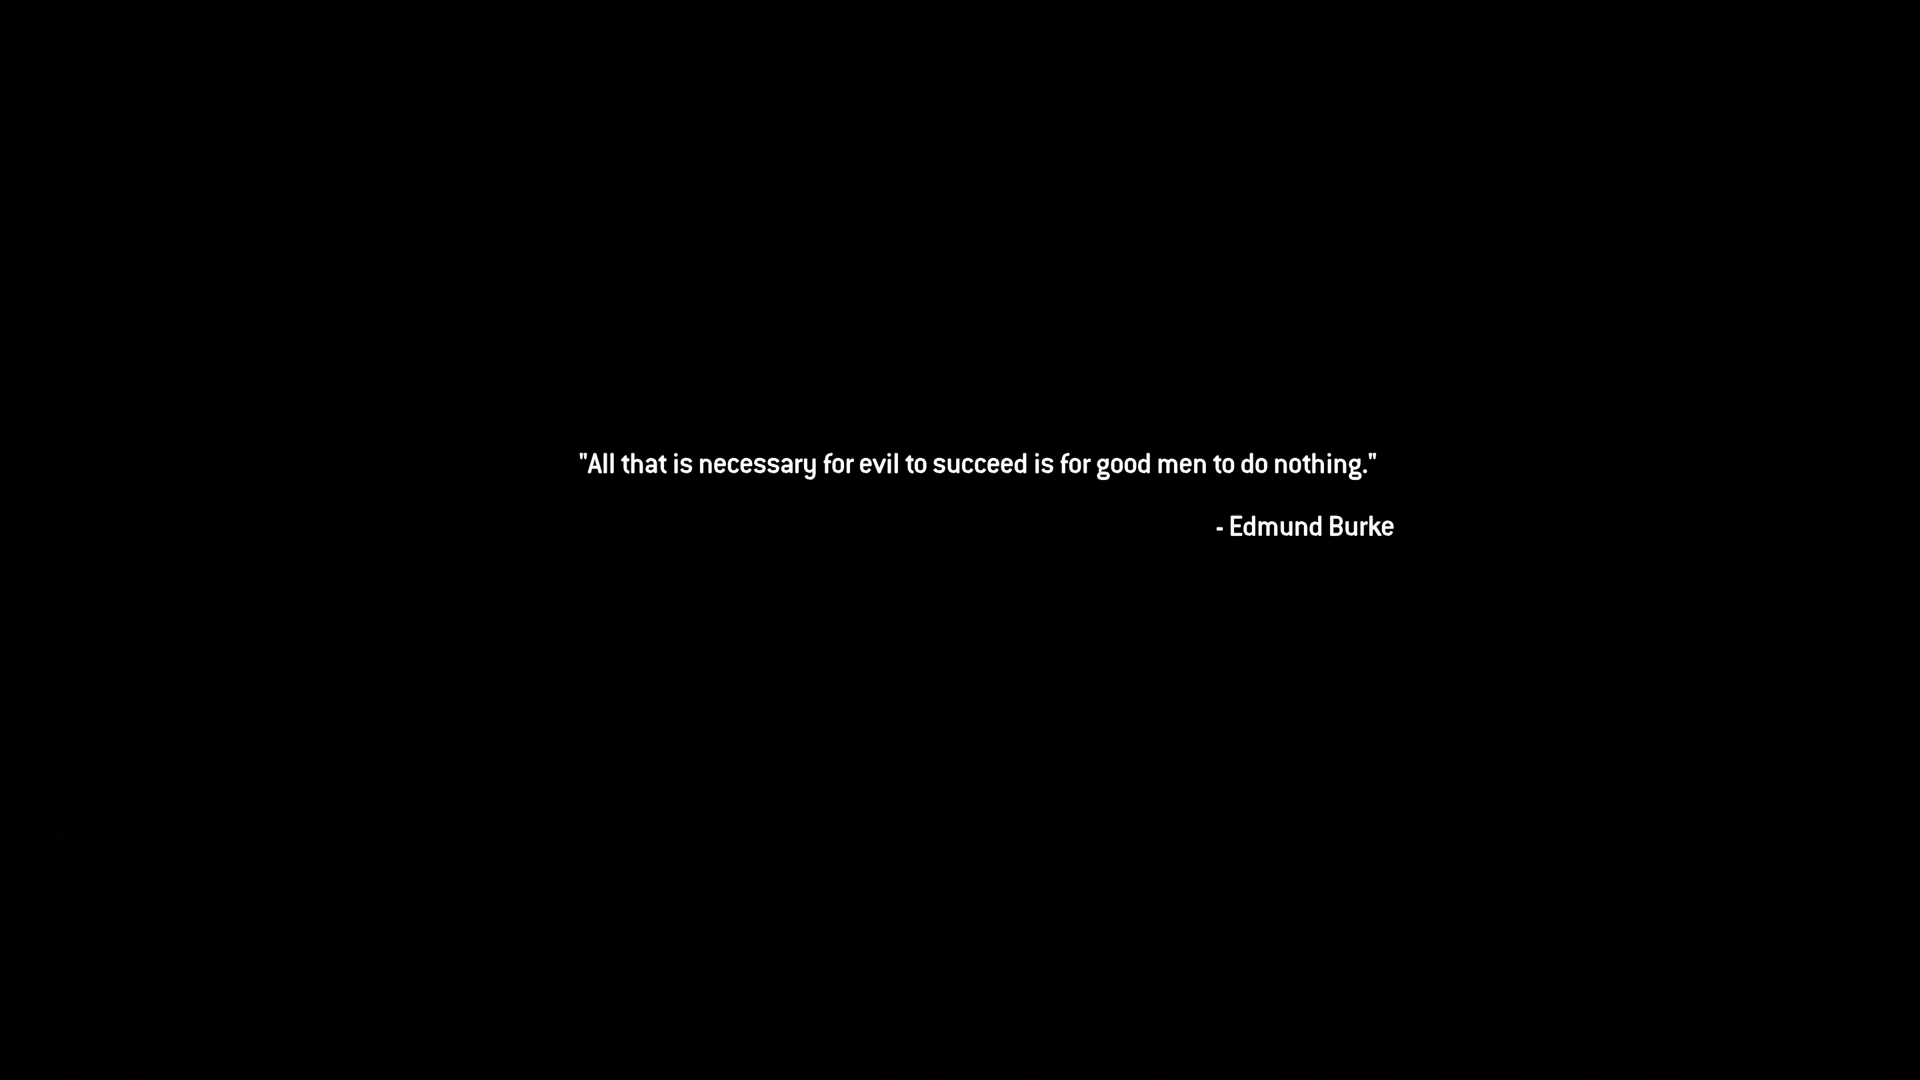 "All that is necessary for evil to succeed is for good men to do nothing."
- Edmund Burke